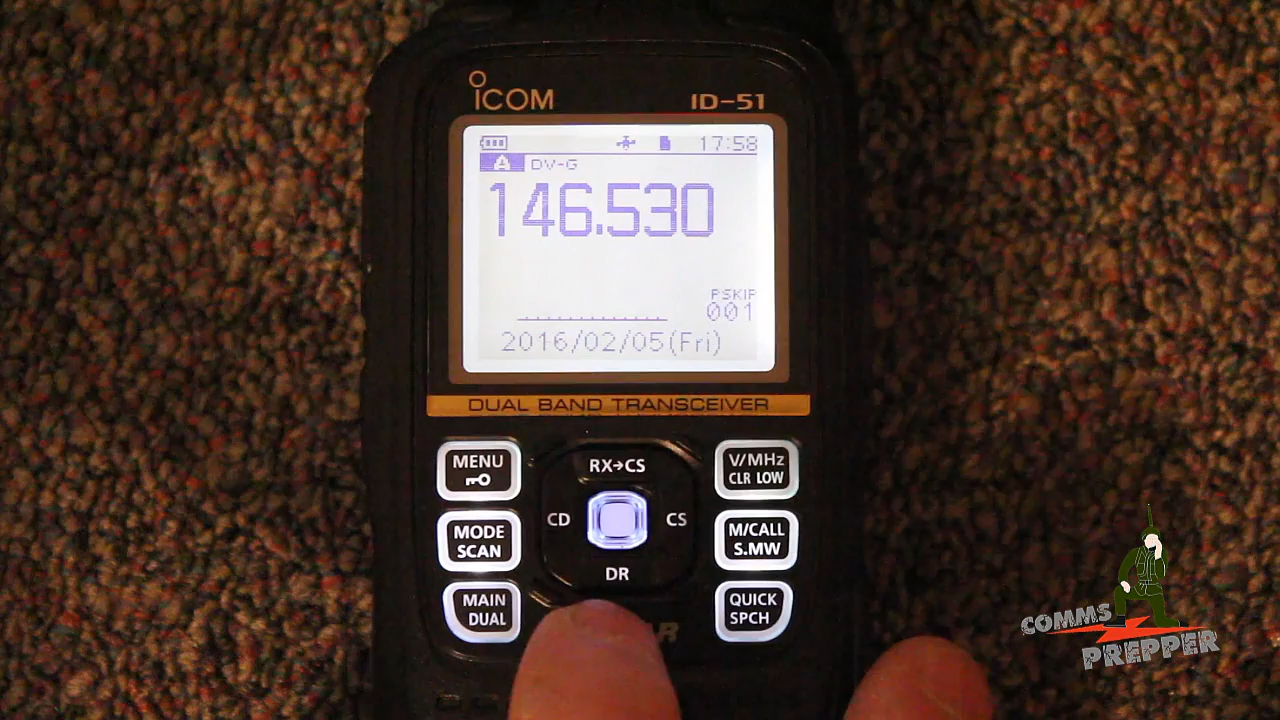 ICOM
ID-51
17:58
A DV-G
146.530
PSKIP
001
2016/02/05(Fri)
DUAL BAND TRANSCEIVER
MENU
RX→CS
V/MHz
CLR LOW
CD
CS
MODE
SCAN
M/CALL
S.MW
DR
MAIN
DUAL
QUICK
SPCH
COMMS
PREPPER